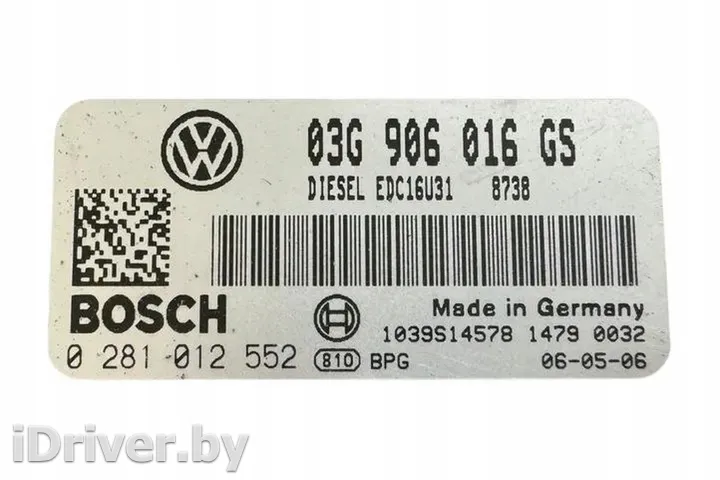 03G 906 016 GS
DIESEL EDC16U31 8738
BOSCH
Made in Germany
1039S14578 1479 0032
0 281 012 552 810 BPG 06-05-06
iDriver.by